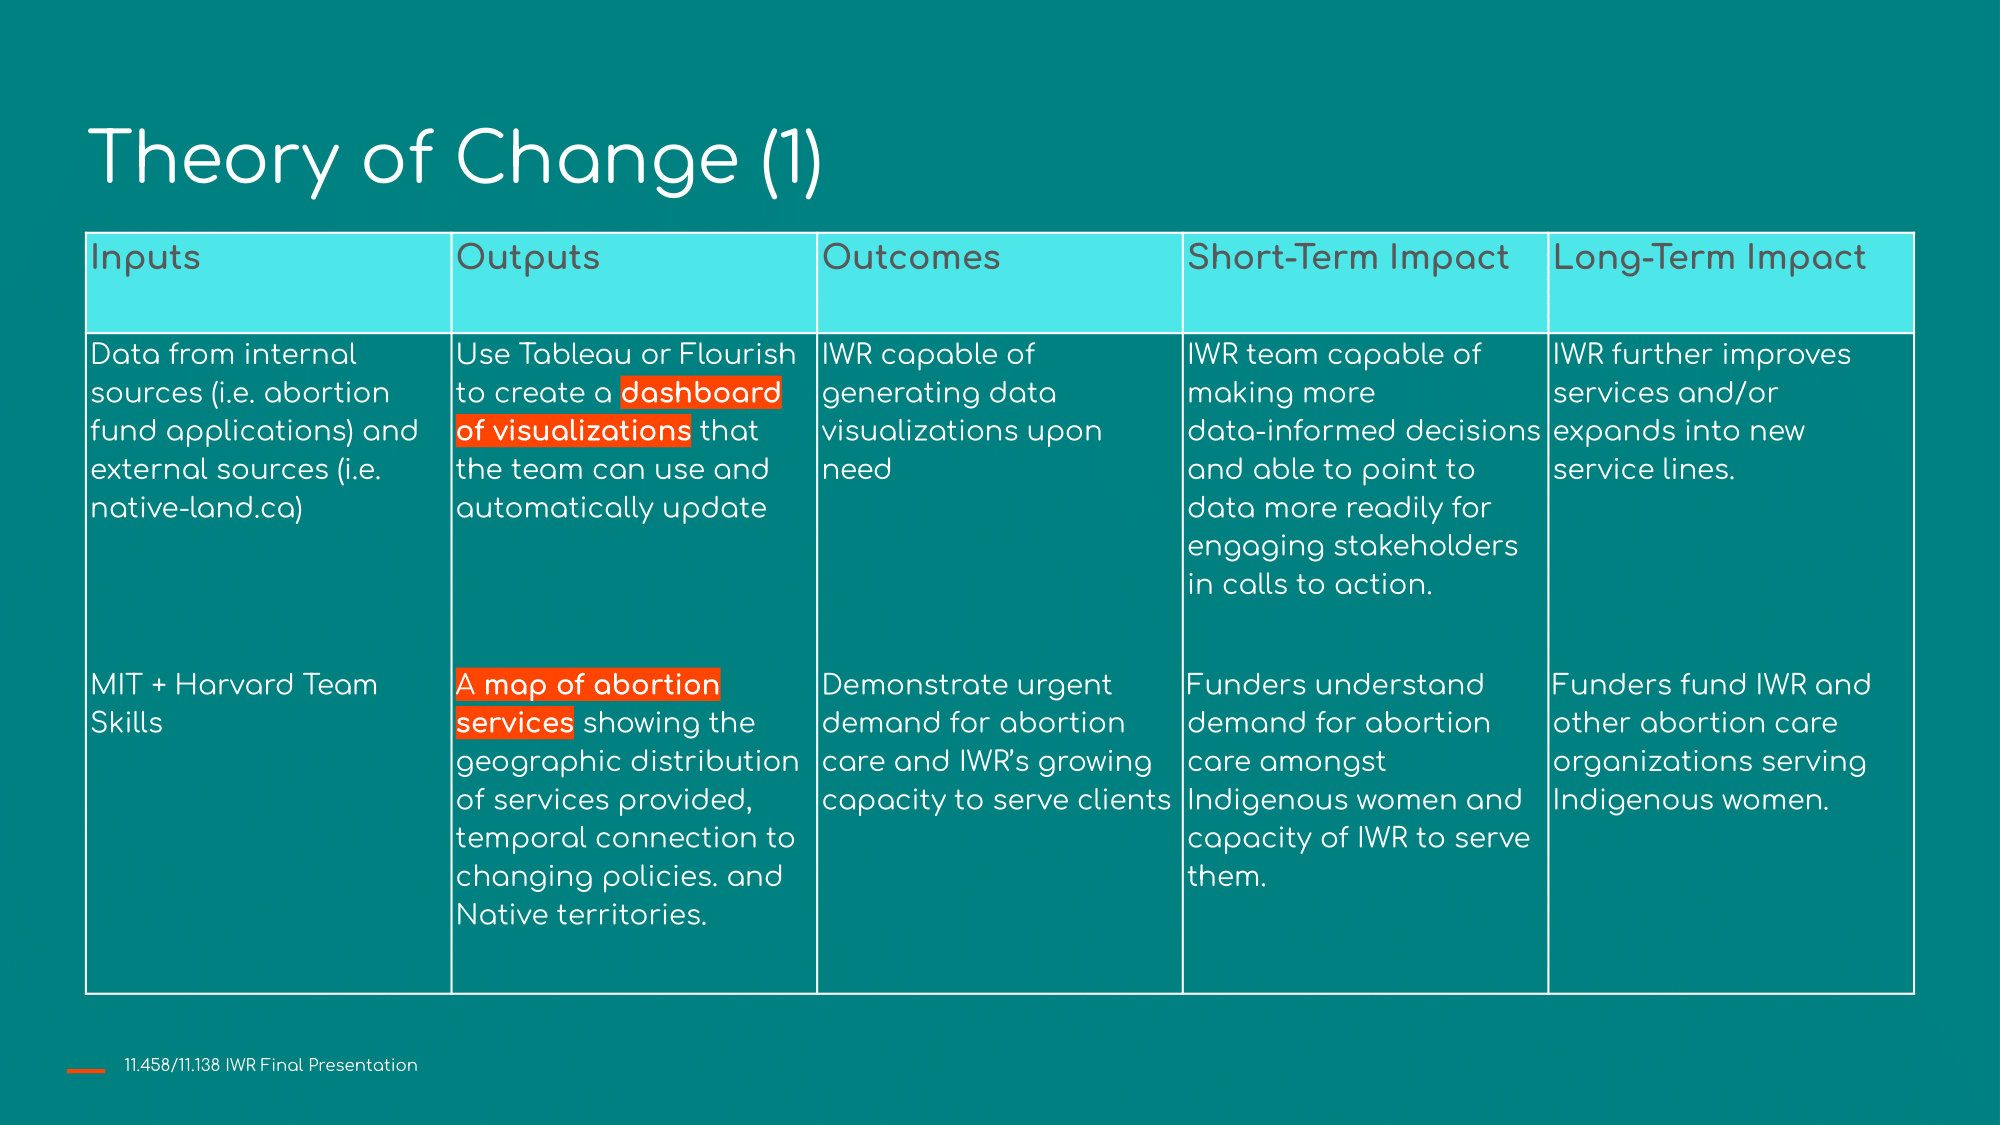 Theory of Change (1)
Inputs
Outputs
Outcomes
Short-Term Impact
Long-Term Impact
Data from internal
sources (i.e. abortion
fund applications) and
external sources (i.e.
native-land.ca)
Use Tableau or Flourish
to create a dashboard
of visualizations that
the team can use and
automatically update
IWR capable of
generating data
visualizations upon
need
IWR team capable of
making more
data-informed decisions
and able to point to
data more readily for
engaging stakeholders
in calls to action.
IWR further improves
services and/or
expands into new
service lines.
MIT + Harvard Team
Skills
A map of abortion
services showing the
geographic distribution
of services provided,
temporal connection to
changing policies. and
Native territories.
Demonstrate urgent
demand for abortion
care and IWR’s growing
capacity to serve clients
Funders understand
demand for abortion
care amongst
Indigenous women and
capacity of IWR to serve
them.
Funders fund IWR and
other abortion care
organizations serving
Indigenous women.
11.458/11.138 IWR Final Presentation